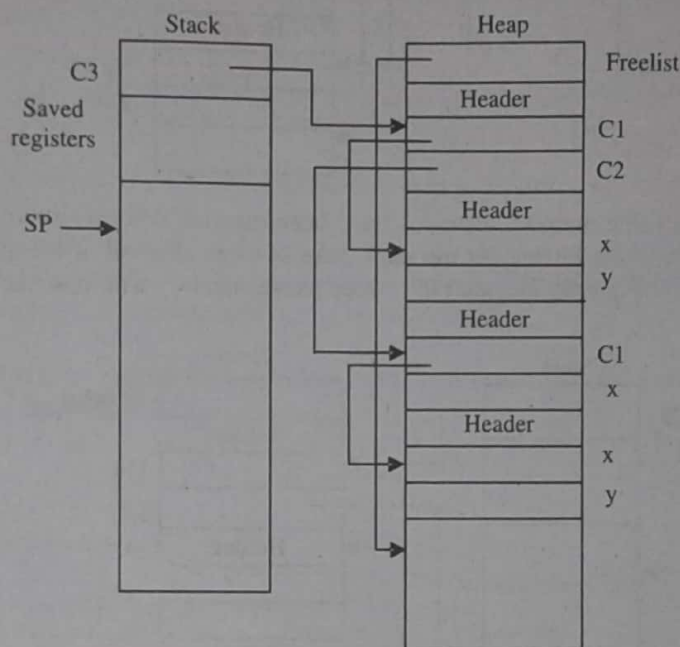 Stack
Heap
C3
Freelist
Header
Saved
registers
C1
C2
Header
SP
x
y
Header
C1
x
Header
x
y